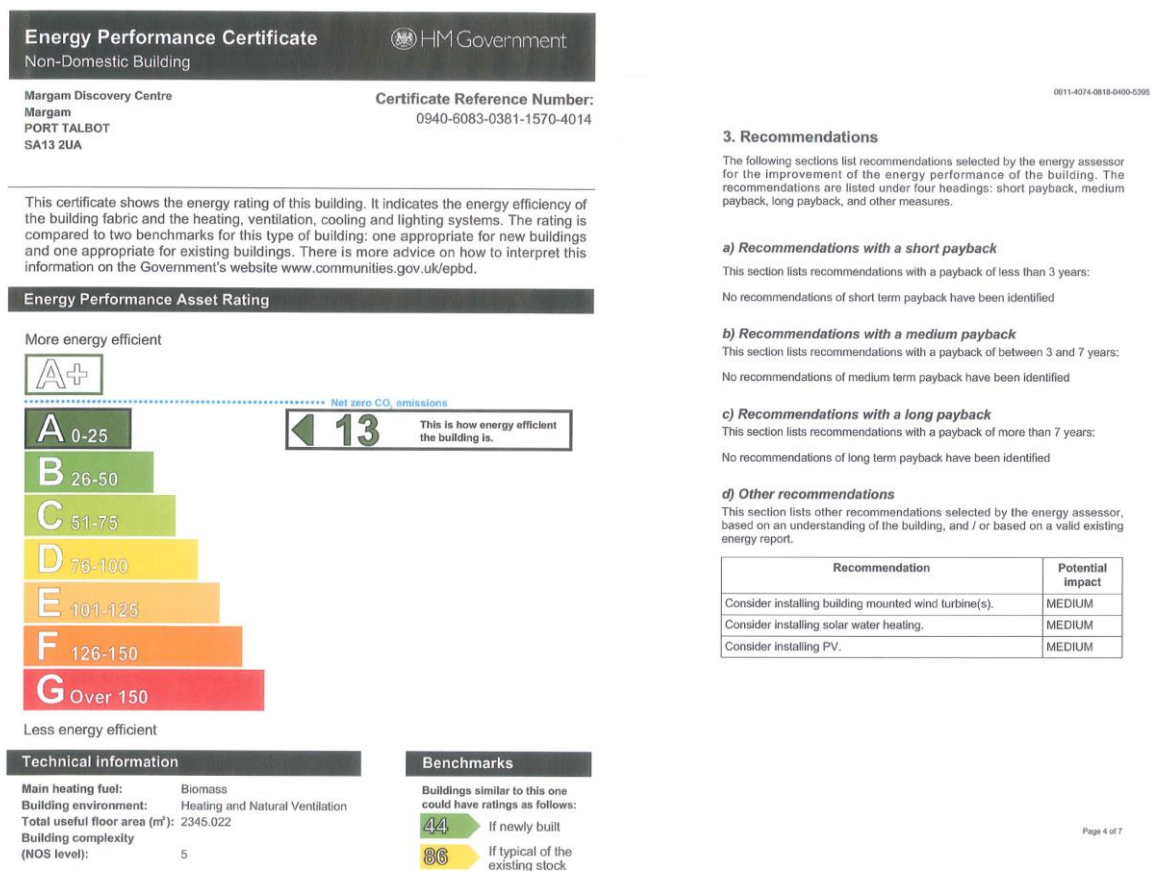 Energy Performance Certificate
HM Government
Non-Domestic Building
Margam Discovery Centre
Margam
PORT TALBOT
SA13 2UA
Certificate Reference Number:
0940-6083-0381-1570-4014
This certificate shows the energy rating of this building. It indicates the energy efficiency of
the building fabric and the heating, ventilation, cooling and lighting systems. The rating is
compared to two benchmarks for this type of building: one appropriate for new buildings
and one appropriate for existing buildings. There is more advice on how to interpret this
information on the Government's website www.communities.gov.uk/epbd.
Energy Performance Asset Rating
More energy efficient
A+
Net zero CO₂ emissions
A 0-25
13
This is how energy efficient
the building is.
B 26-50
C 51-75
D 76-100
E 101-125
F 126-150
G Over 150
Less energy efficient
Technical information
Main heating fuel: Biomass
Building environment: Heating and Natural Ventilation
Total useful floor area (m²): 2345.022
Building complexity
(NOS level): 5
Benchmarks
Buildings similar to this one
could have ratings as follows:
44 If newly built
86 If typical of the
existing stock
0611-4074-0818-0400-5395
3. Recommendations
The following sections list recommendations selected by the energy assessor
for the improvement of the energy performance of the building. The
recommendations are listed under four headings: short payback, medium
payback, long payback, and other measures.
a) Recommendations with a short payback
This section lists recommendations with a payback of less than 3 years:
No recommendations of short term payback have been identified
b) Recommendations with a medium payback
This section lists recommendations with a payback of between 3 and 7 years:
No recommendations of medium term payback have been identified
c) Recommendations with a long payback
This section lists recommendations with a payback of more than 7 years:
No recommendations of long term payback have been identified
d) Other recommendations
This section lists other recommendations selected by the energy assessor,
based on an understanding of the building, and / or based on a valid existing
energy report.
Recommendation Potential
impact
Consider installing building mounted wind turbine(s). MEDIUM
Consider installing solar water heating. MEDIUM
Consider installing PV. MEDIUM
Page 4 of 7